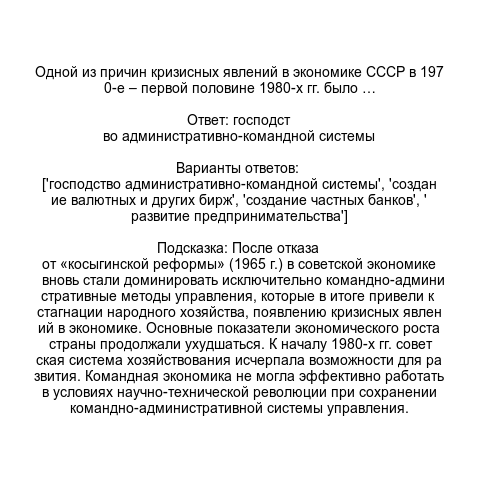 Одной из причин кризисных явлений в экономике СССР в 197
0-е – первой половине 1980-х гг. было …
Ответ: господст
во административно-командной системы
Варианты ответов:
['господство административно-командной системы', 'создан
ие валютных и других бирж', 'создание частных банков', '
развитие предпринимательства']
Подсказка: После отказа
от «косыгинской реформы» (1965 г.) в советской экономике
вновь стали доминировать исключительно командно-админи
стративные методы управления, которые в итоге привели к
стагнации народного хозяйства, появлению кризисных явлен
ий в экономике. Основные показатели экономического роста
страны продолжали ухудшаться. К началу 1980-х гг. совет
ская система хозяйствования исчерпала возможности для ра
звития. Командная экономика не могла эффективно работать
в условиях научно-технической революции при сохранении
командно-административной системы управления.